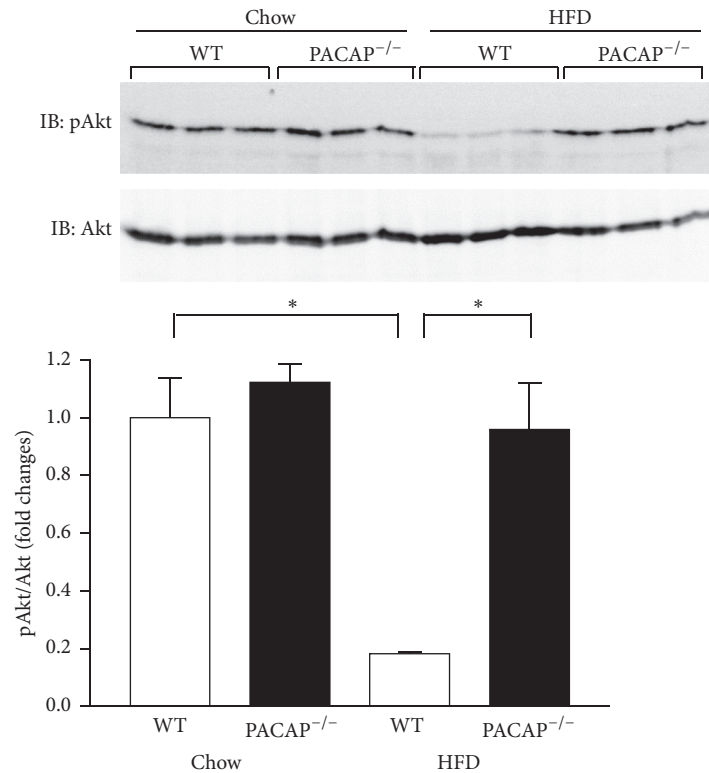 Chow HFD
WT PACAP−/− WT PACAP−/−
IB: pAkt
IB: Akt
* *
1.2
1.0
0.8
0.6
0.4
0.2
0.0
pAkt/Akt (fold changes)
WT PACAP−/− WT PACAP−/−
Chow HFD